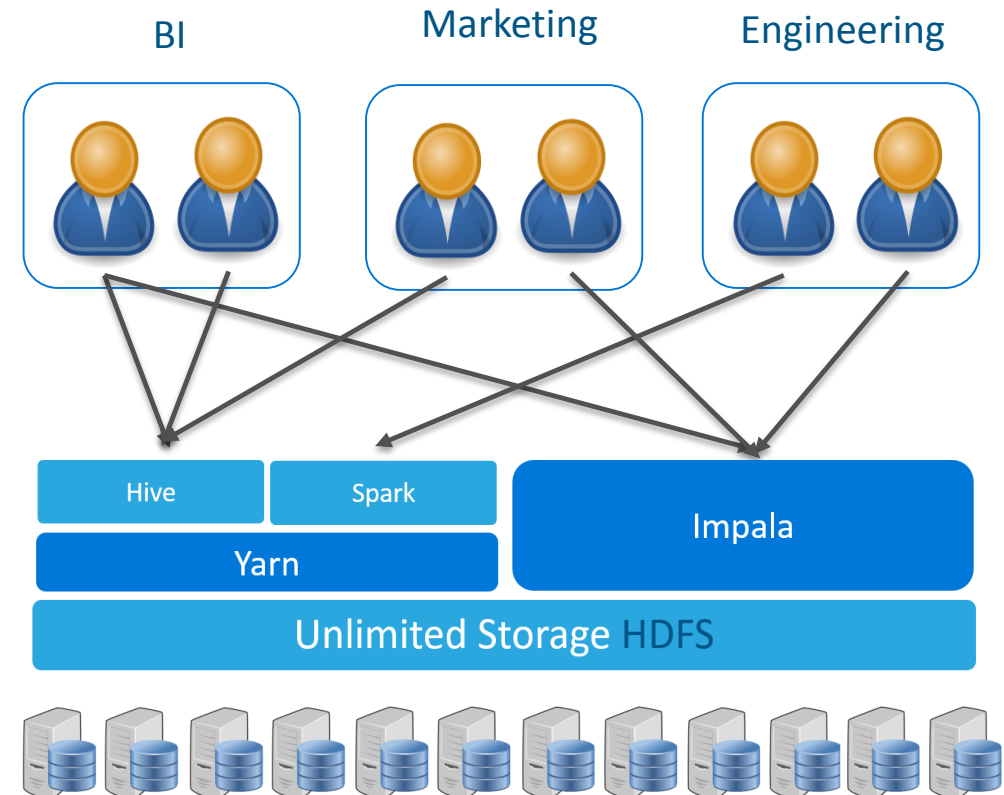 BI
Marketing
Engineering
Hive
Spark
Impala
Yarn
Unlimited Storage HDFS